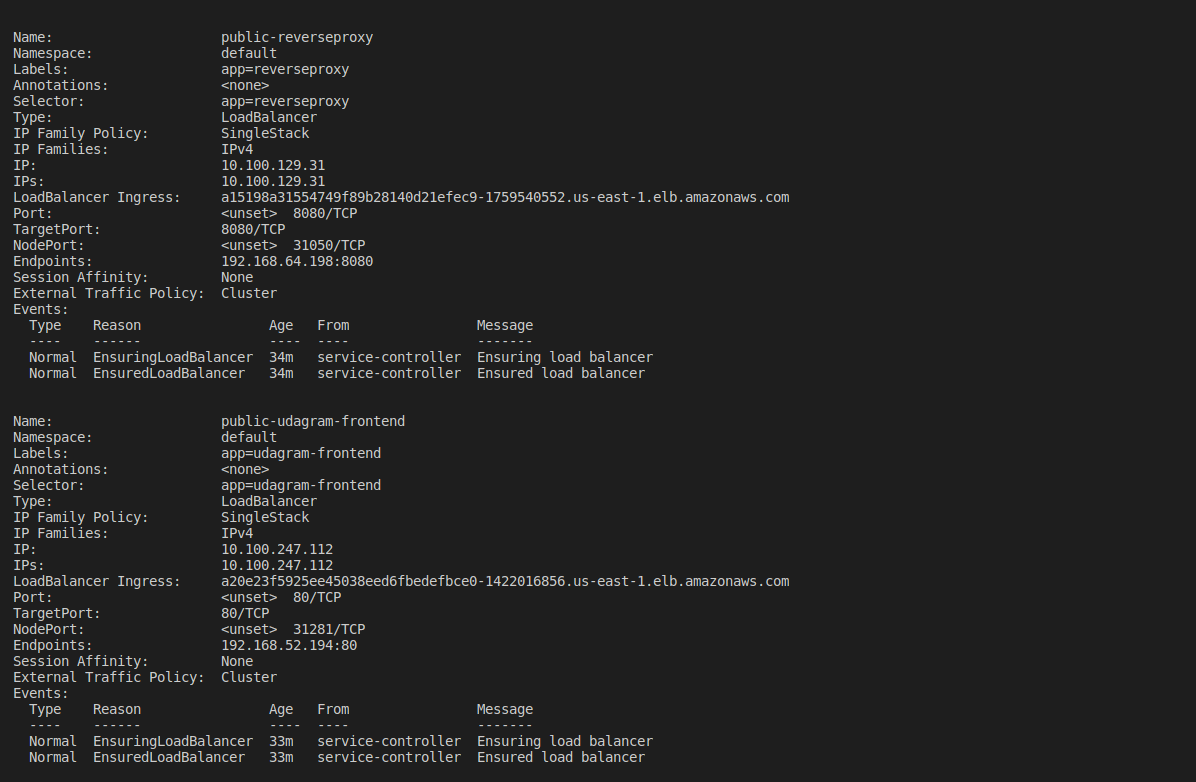 Name:                     public-reverseproxy
Namespace:                default
Labels:                   app=reverseproxy
Annotations:              <none>
Selector:                 app=reverseproxy
Type:                     LoadBalancer
IP Family Policy:         SingleStack
IP Families:              IPv4
IP:                       10.100.129.31
IPs:                      10.100.129.31
LoadBalancer Ingress:     a15198a31554749f89b28140d21efec9-1759540552.us-east-1.elb.amazonaws.com
Port:                     <unset>  8080/TCP
TargetPort:               8080/TCP
NodePort:                 <unset>  31050/TCP
Endpoints:                192.168.64.198:8080
Session Affinity:         None
External Traffic Policy:  Cluster
Events:
  Type    Reason                Age   From                Message
  ----    ------                ----  ----                -------
  Normal  EnsuringLoadBalancer  34m   service-controller  Ensuring load balancer
  Normal  EnsuredLoadBalancer   34m   service-controller  Ensured load balancer
Name:                     public-udagram-frontend
Namespace:                default
Labels:                   app=udagram-frontend
Annotations:              <none>
Selector:                 app=udagram-frontend
Type:                     LoadBalancer
IP Family Policy:         SingleStack
IP Families:              IPv4
IP:                       10.100.247.112
IPs:                      10.100.247.112
LoadBalancer Ingress:     a20e23f5925ee45038eed6fbedefbce0-1422016856.us-east-1.elb.amazonaws.com
Port:                     <unset>  80/TCP
TargetPort:               80/TCP
NodePort:                 <unset>  31281/TCP
Endpoints:                192.168.52.194:80
Session Affinity:         None
External Traffic Policy:  Cluster
Events:
  Type    Reason                Age   From                Message
  ----    ------                ----  ----                -------
  Normal  EnsuringLoadBalancer  33m   service-controller  Ensuring load balancer
  Normal  EnsuredLoadBalancer   33m   service-controller  Ensured load balancer